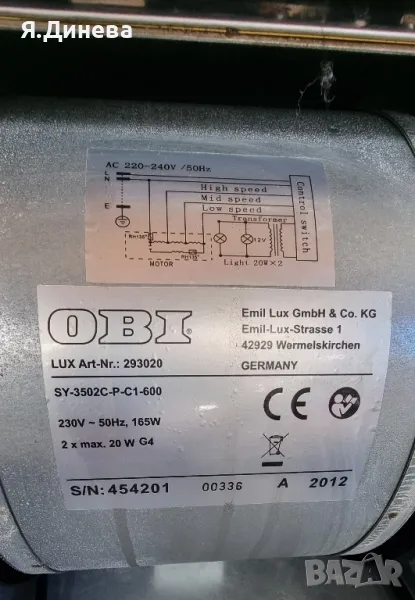 Я.Динева
AC 220-240V /50Hz
L
N
High speed
Mid speed
Low speed
E
Transformer
12V
Control switch
MOTOR
Light 20W×2
OBI
Emil Lux GmbH & Co. KG
Emil-Lux-Strasse 1
42929 Wermelskirchen
LUX Art-Nr.: 293020
GERMANY
SY-3502C-P-C1-600
230V ~ 50Hz, 165W
2 x max. 20 W G4
CE
S/N: 454201 00336 A 2012
BAZAR